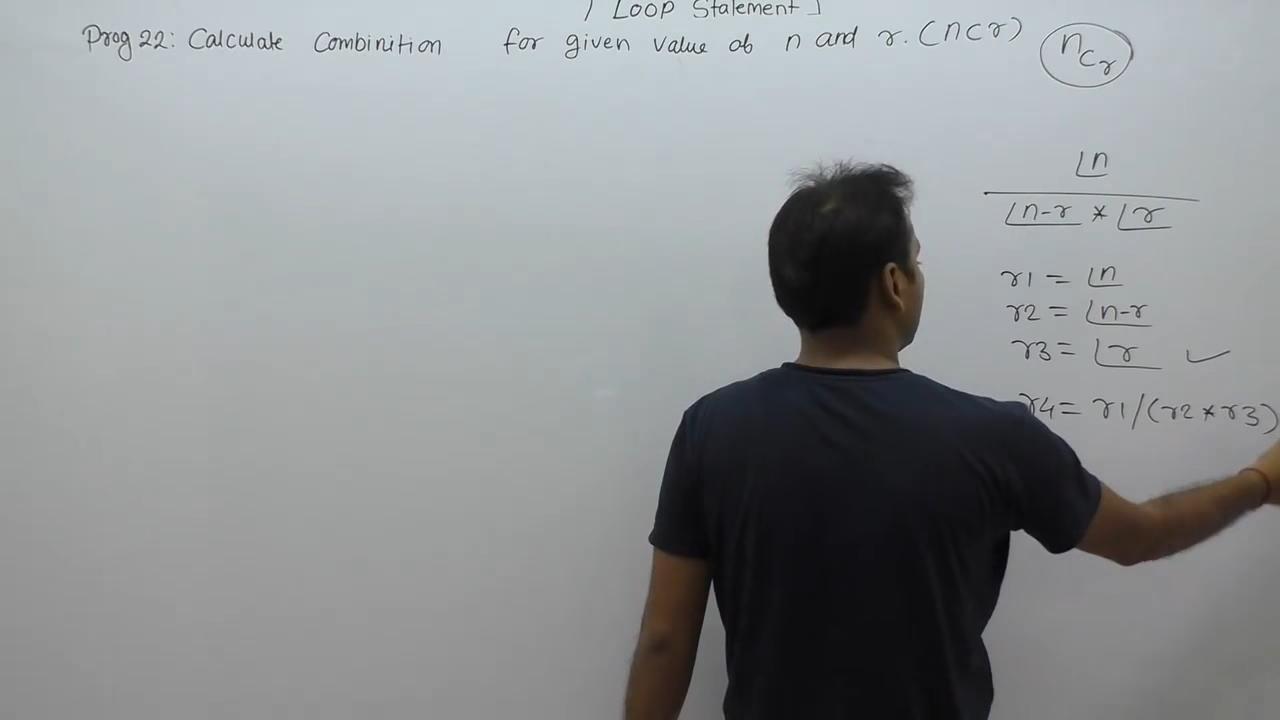 [ Loop Statement ]
Prog 22: Calculate Combinition for given value of n and r. (nCr)
nCr
⌊n
⌊n-r * ⌊r
r1 = ⌊n
r2 = ⌊n-r
r3 = ⌊r ✓
r4 = r1/(r2*r3)